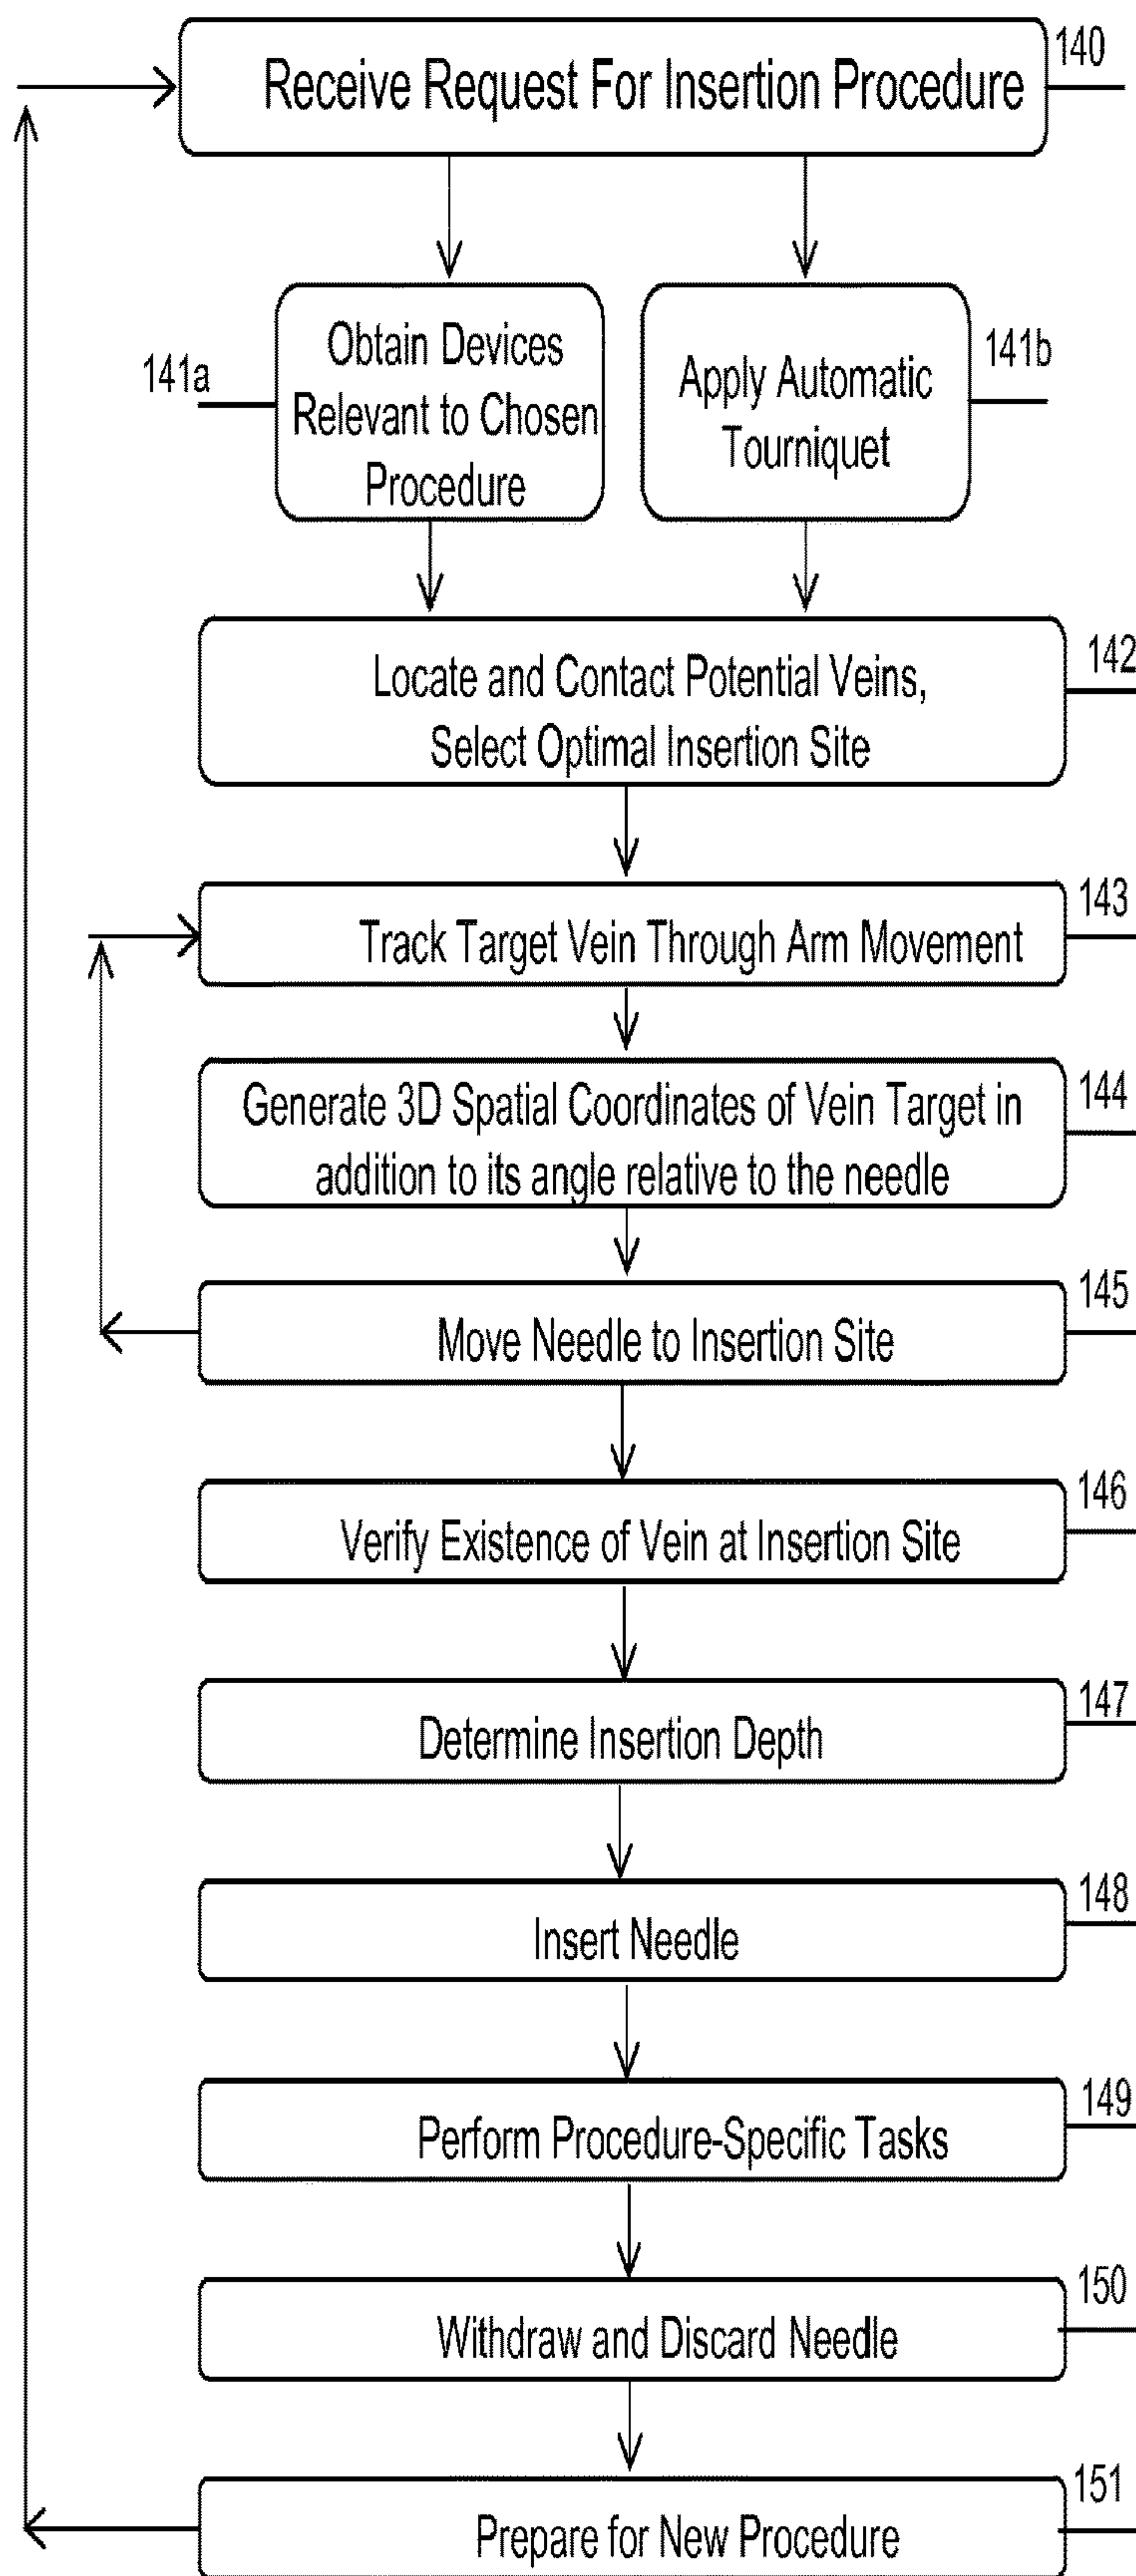 Receive Request For Insertion Procedure
140
Obtain Devices
Relevant to Chosen
Procedure
141a
Apply Automatic
Tourniquet
141b
Locate and Contact Potential Veins,
Select Optimal Insertion Site
142
Track Target Vein Through Arm Movement
143
Generate 3D Spatial Coordinates of Vein Target in
addition to its angle relative to the needle
144
Move Needle to Insertion Site
145
Verify Existence of Vein at Insertion Site
146
Determine Insertion Depth
147
Insert Needle
148
Perform Procedure-Specific Tasks
149
Withdraw and Discard Needle
150
Prepare for New Procedure
151